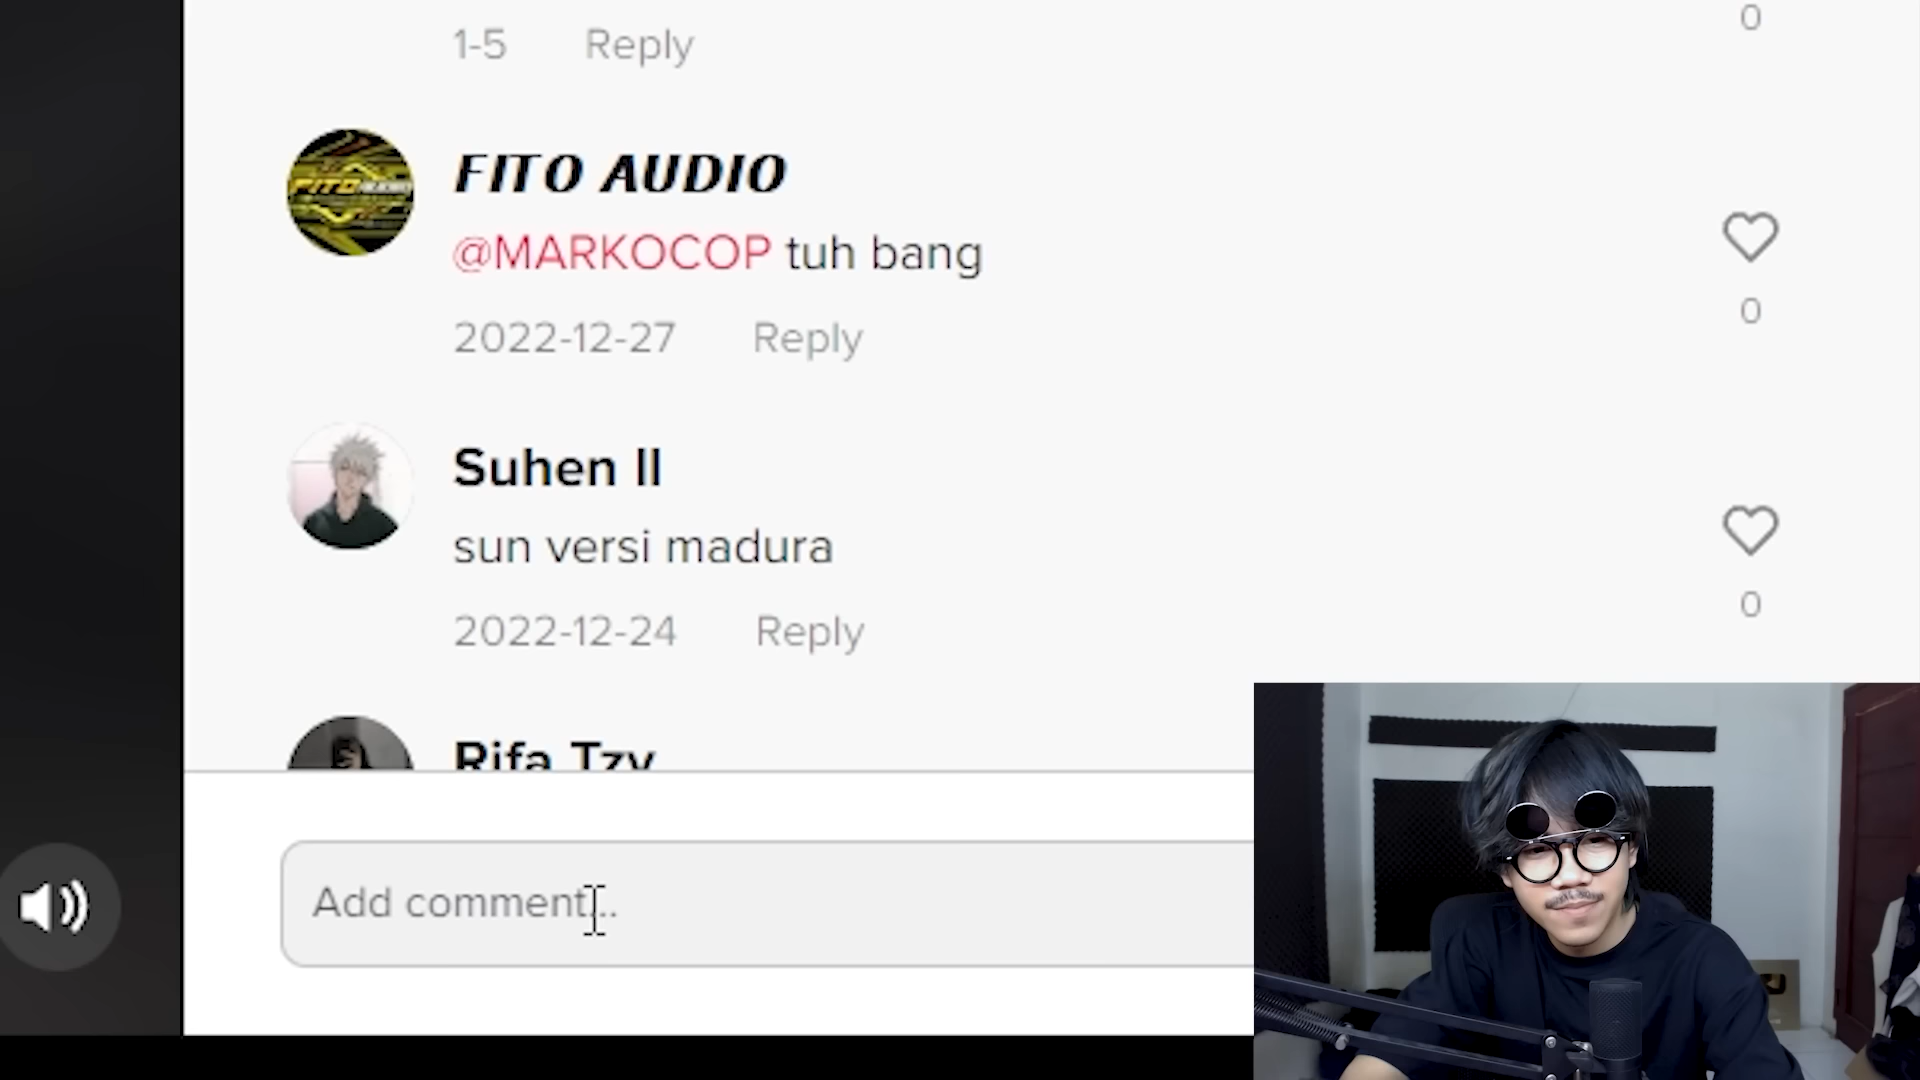 0
1-5 Reply
FITO AUDIO
@MARKOCOP tuh bang
2022-12-27 Reply
0
Suhen II
sun versi madura
2022-12-24 Reply
0
Rifa Tzy
Add comment...